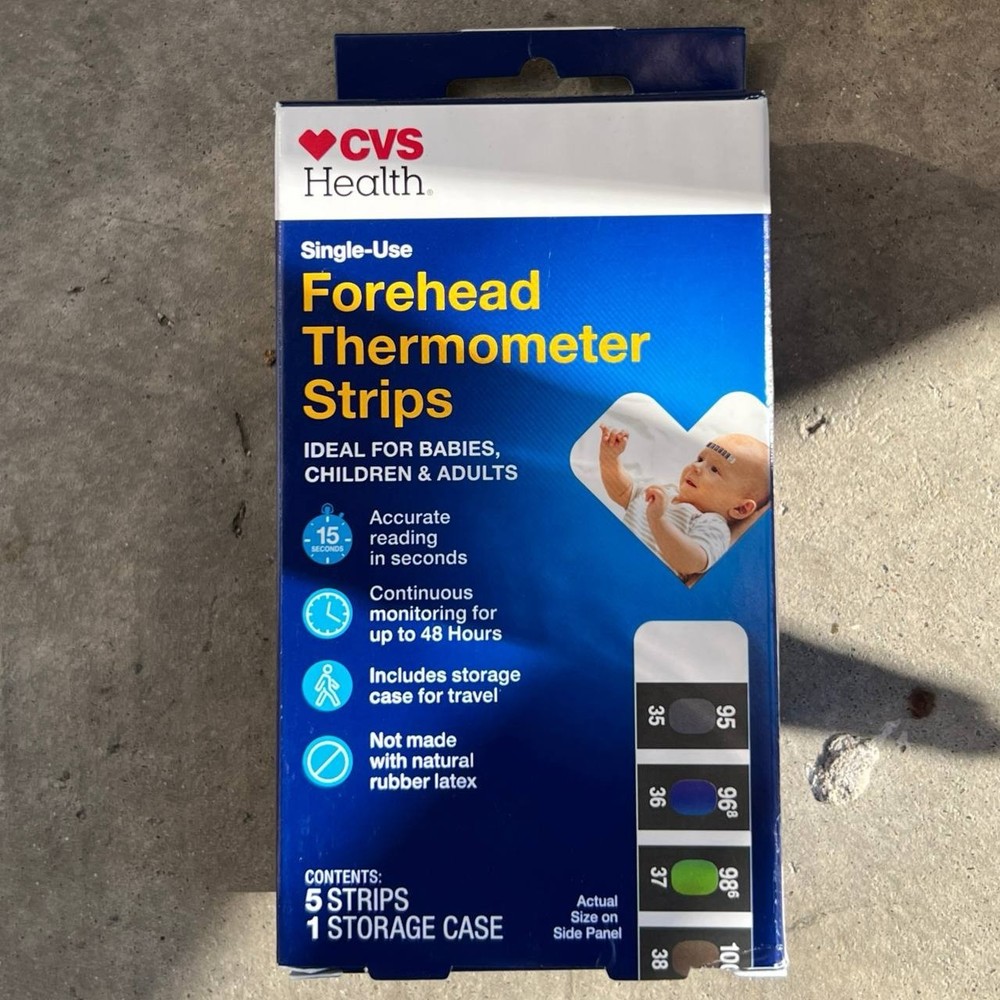 CVS
Health®
Single-Use
Forehead
Thermometer
Strips
IDEAL FOR BABIES,
CHILDREN & ADULTS
15
SECONDS
Accurate
reading
in seconds
Continuous
monitoring for
up to 48 Hours
Includes storage
case for travel
Not made
with natural
rubber latex
35 95
36 96⁸
37 98⁶
38
CONTENTS:
5 STRIPS
1 STORAGE CASE
Actual
Size on
Side Panel